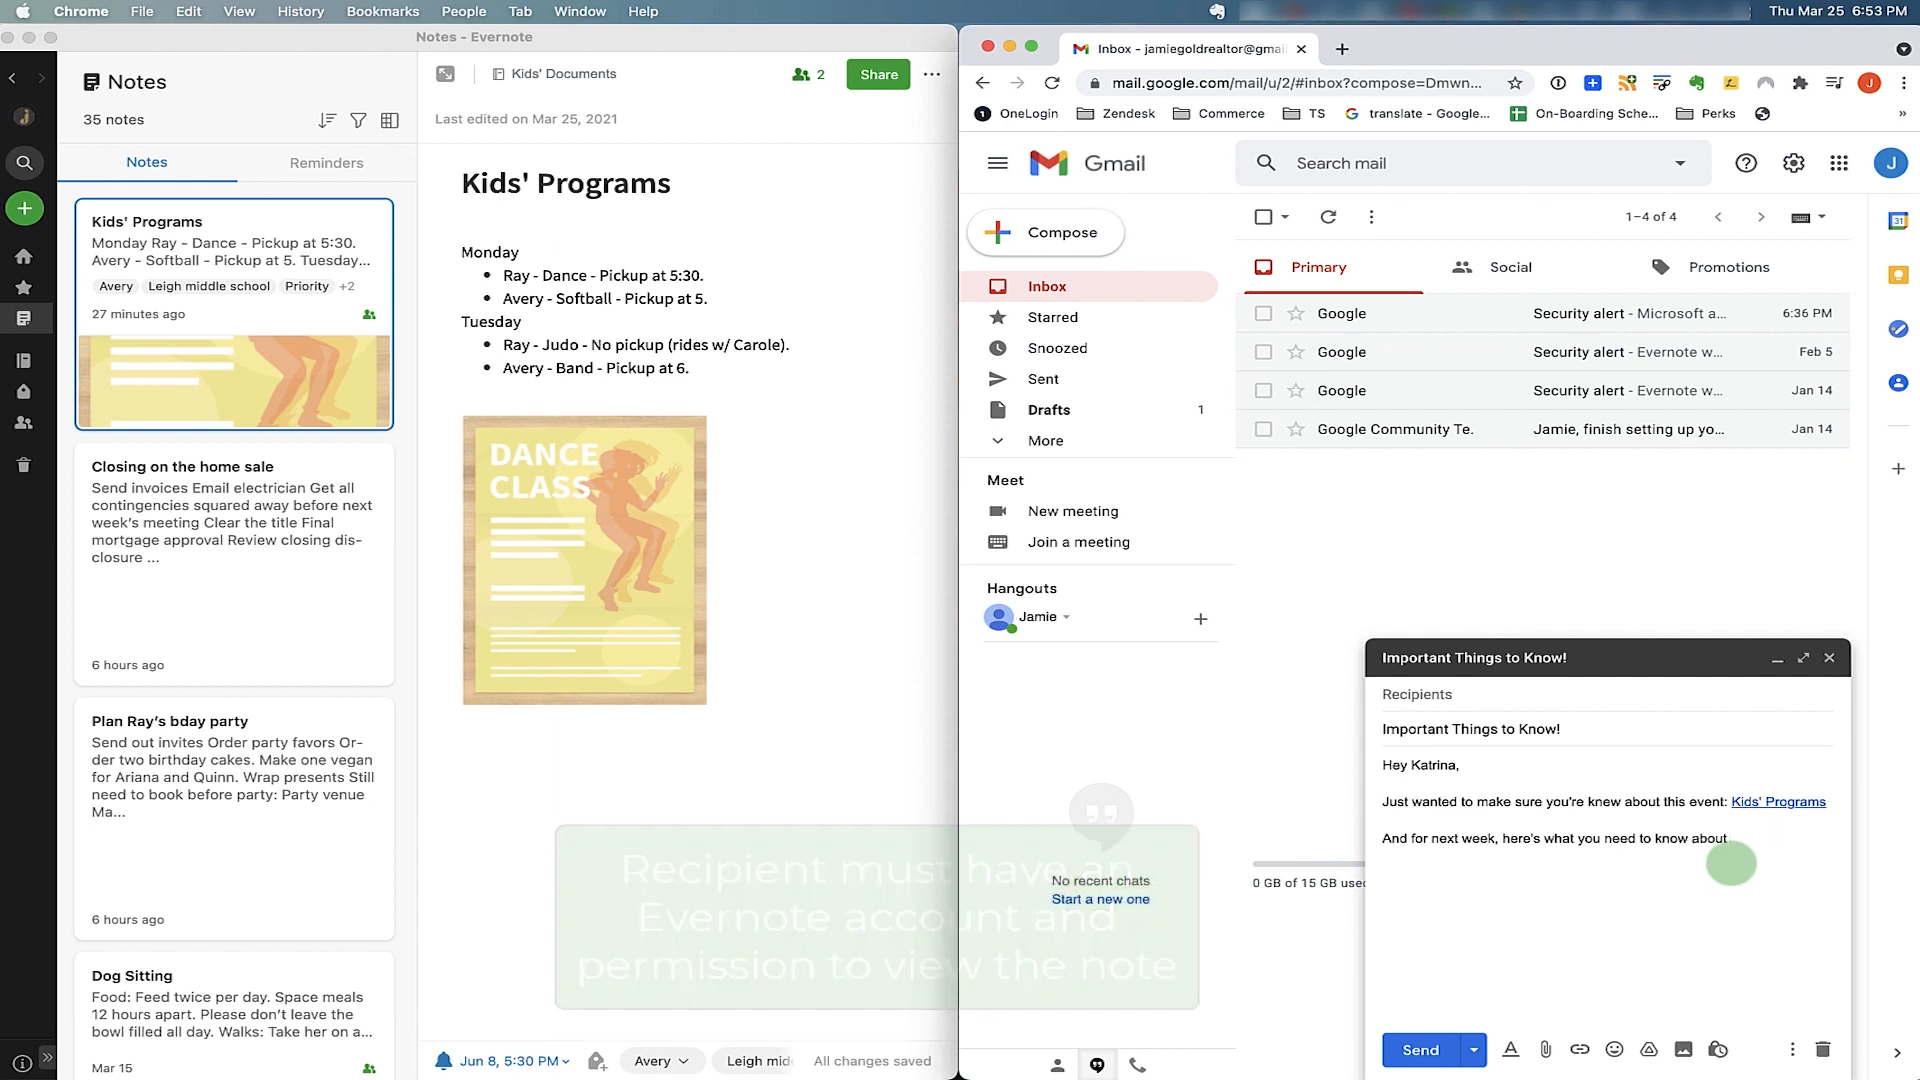 Chrome File Edit View History Bookmarks People Tab Window Help
Thu Mar 25 6:53 PM
Notes - Evernote
Notes
35 notes
Notes Reminders
Kids' Programs
Monday Ray - Dance - Pickup at 5:30.
Avery - Softball - Pickup at 5. Tuesday...
Avery Leigh middle school Priority +2
27 minutes ago
Closing on the home sale
Send invoices Email electrician Get all
contingencies squared away before next
week's meeting Clear the title Final
mortgage approval Review closing dis-
closure ...
6 hours ago
Plan Ray's bday party
Send out invites Order party favors Or-
der two birthday cakes. Make one vegan
for Ariana and Quinn. Wrap presents Still
need to book before party: Party venue
Ma...
6 hours ago
Dog Sitting
Food: Feed twice per day. Space meals
12 hours apart. Please don't leave the
bowl filled all day. Walks: Take her on a...
Mar 15
Kids' Documents
2
Share
Last edited on Mar 25, 2021
Kids' Programs
Monday
Ray - Dance - Pickup at 5:30.
Avery - Softball - Pickup at 5.
Tuesday
Ray - Judo - No pickup (rides w/ Carole).
Avery - Band - Pickup at 6.
DANCE
CLASS
Recipient must have an
Evernote account and
permission to view the note
Jun 8, 5:30 PM
Avery
Leigh mid
All changes saved
Inbox - jamiegoldrealtor@gmai
mail.google.com/mail/u/2/#inbox?compose=Dmwn...
J
1 OneLogin Zendesk Commerce TS translate - Google... On-Boarding Sche... Perks
Gmail
Search mail
J
Compose
1–4 of 4
Inbox
Starred
Snoozed
Sent
Drafts 1
More
Primary Social Promotions
Google Security alert - Microsoft a... 6:36 PM
Google Security alert - Evernote w... Feb 5
Google Security alert - Evernote w... Jan 14
Google Community Te. Jamie, finish setting up yo... Jan 14
31
Meet
New meeting
Join a meeting
Hangouts
Jamie
No recent chats
Start a new one
0 GB of 15 GB used
Important Things to Know!
Recipients
Important Things to Know!
Hey Katrina,
Just wanted to make sure you're knew about this event: Kids' Programs
And for next week, here's what you need to know about
Send